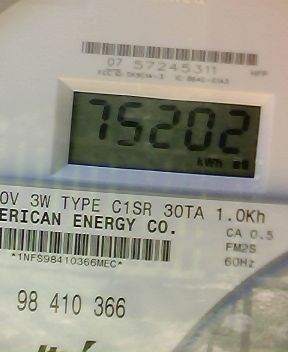 07 57245311
75202
kWh
0V 3W TYPE C1SR 30TA 1.0Kh
ERICAN ENERGY CO.
CA 0.5
FM2S
60Hz
*1NFS98410366MEC*
98 410 366